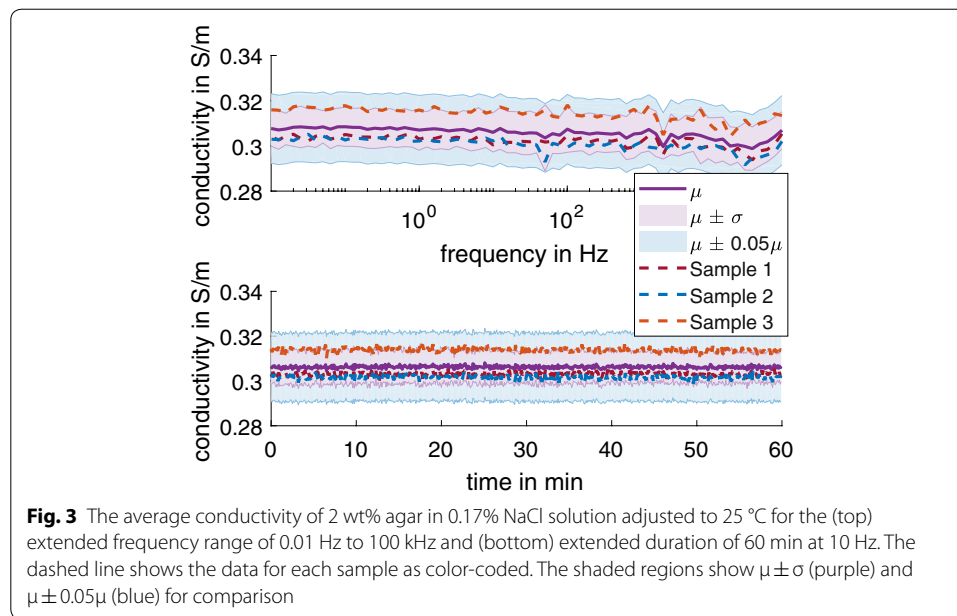 conductivity in S/m
0.34
0.32
0.3
0.28
10⁰
10²
frequency in Hz
μ
μ ± σ
μ ± 0.05μ
Sample 1
Sample 2
Sample 3
conductivity in S/m
0.34
0.32
0.3
0.28
0 10 20 30 40 50 60
time in min
Fig. 3 The average conductivity of 2 wt% agar in 0.17% NaCl solution adjusted to 25 °C for the (top)
extended frequency range of 0.01 Hz to 100 kHz and (bottom) extended duration of 60 min at 10 Hz. The
dashed line shows the data for each sample as color-coded. The shaded regions show μ ± σ (purple) and
μ ± 0.05μ (blue) for comparison